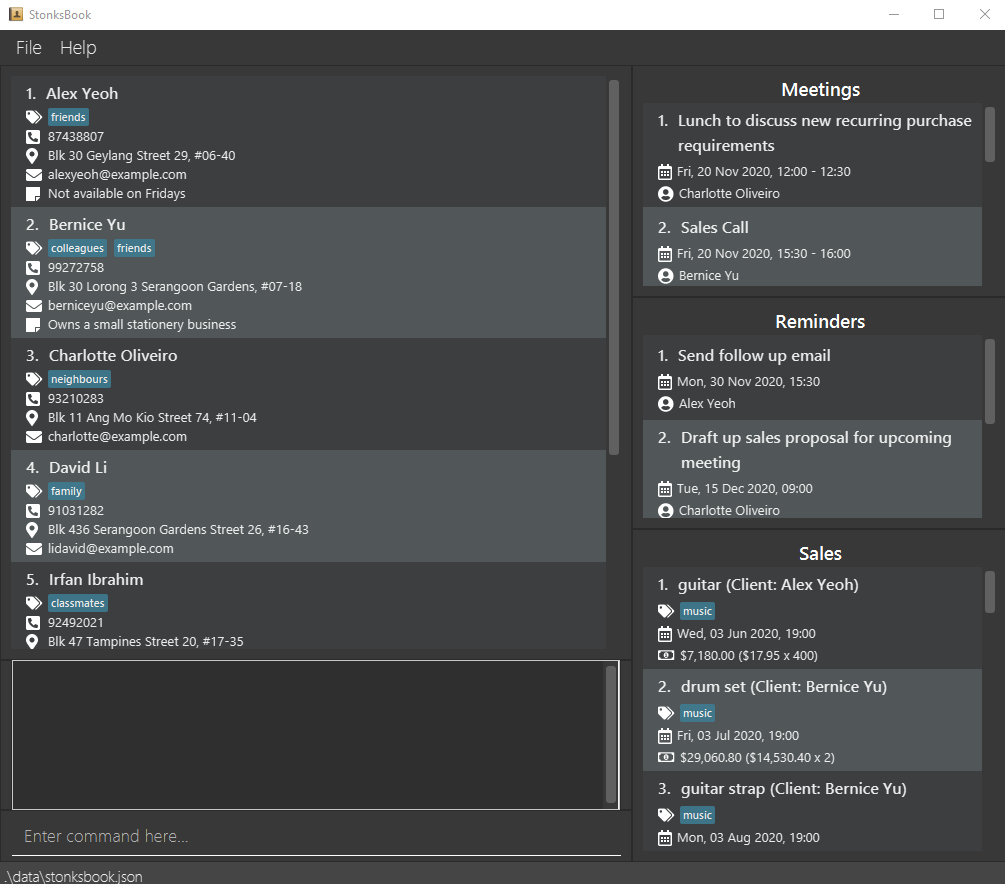 StonksBook
File Help
1. Alex Yeoh
friends
87438807
Blk 30 Geylang Street 29, #06-40
alexyeoh@example.com
Not available on Fridays
2. Bernice Yu
colleagues friends
99272758
Blk 30 Lorong 3 Serangoon Gardens, #07-18
berniceyu@example.com
Owns a small stationery business
3. Charlotte Oliveiro
neighbours
93210283
Blk 11 Ang Mo Kio Street 74, #11-04
charlotte@example.com
4. David Li
family
91031282
Blk 436 Serangoon Gardens Street 26, #16-43
lidavid@example.com
5. Irfan Ibrahim
classmates
92492021
Blk 47 Tampines Street 20, #17-35
Enter command here...
Meetings
1. Lunch to discuss new recurring purchase
requirements
Fri, 20 Nov 2020, 12:00 - 12:30
Charlotte Oliveiro
2. Sales Call
Fri, 20 Nov 2020, 15:30 - 16:00
Bernice Yu
Reminders
1. Send follow up email
Mon, 30 Nov 2020, 15:30
Alex Yeoh
2. Draft up sales proposal for upcoming
meeting
Tue, 15 Dec 2020, 09:00
Charlotte Oliveiro
Sales
1. guitar (Client: Alex Yeoh)
music
Wed, 03 Jun 2020, 19:00
$7,180.00 ($17.95 x 400)
2. drum set (Client: Bernice Yu)
music
Fri, 03 Jul 2020, 19:00
$29,060.80 ($14,530.40 x 2)
3. guitar strap (Client: Bernice Yu)
music
Mon, 03 Aug 2020, 19:00
.\data\stonksbook.json